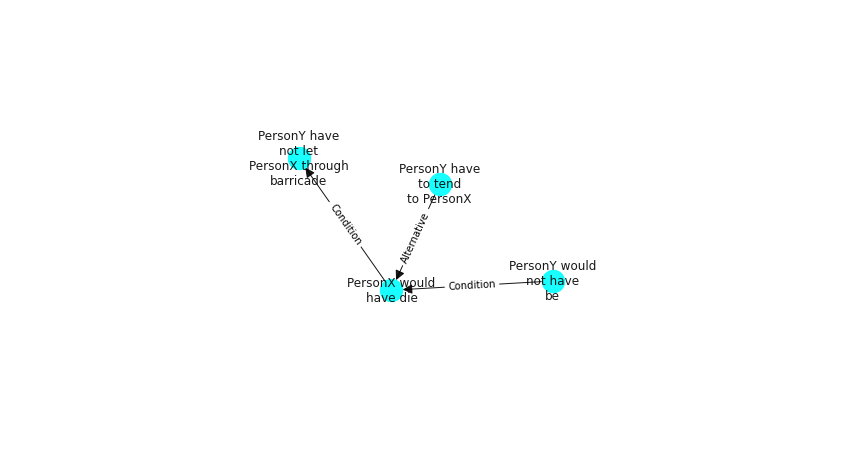 PersonY have
not let
PersonX through
barricade
PersonY have
to tend
to PersonX
Condition
Alternative
PersonY would
not have
be
Condition
PersonX would
have die